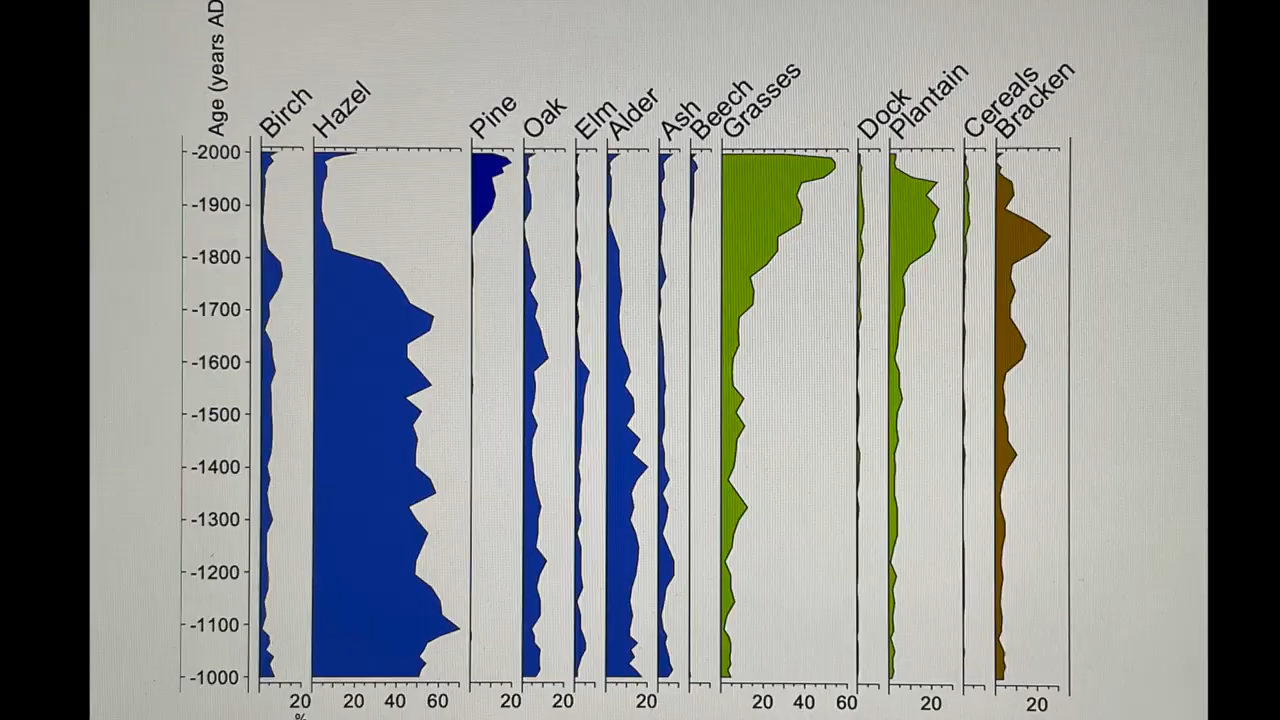 Age (years AD
Birch
Hazel
Pine
Oak
Elm
Alder
Ash
Beech
Grasses
Dock
Plantain
Cereals
Bracken
-2000
-1900
-1800
-1700
-1600
-1500
-1400
-1300
-1200
-1100
-1000
20 20 40 60 20 20 20 20 40 60 20 20
%